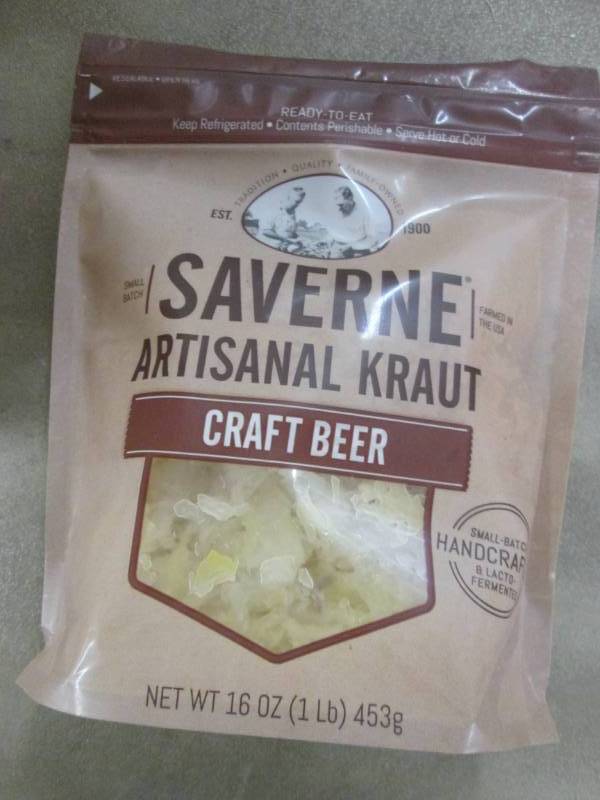 READY-TO-EAT
Keep Refrigerated • Contents Perishable • Serve Hot or Cold
TRADITION • QUALITY • FAMILY-OWNED
EST. 1900
SMALL
BATCH
SAVERNE®
FARMED IN
THE USA
ARTISANAL KRAUT
CRAFT BEER
SMALL-BATC
HANDCRAF
& LACTO-
FERMENTED
NET WT 16 OZ (1 Lb) 453g